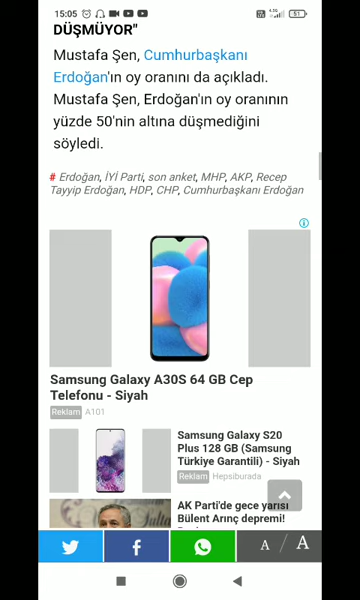 15:05
4.50
51
DÜŞMÜYOR"
Mustafa Şen, Cumhurbaşkanı
Erdoğan'ın oy oranını da açıkladı.
Mustafa Şen, Erdoğan'ın oy oranının
yüzde 50'nin altına düşmediğini
söyledi.
# Erdoğan, İYİ Parti, son anket, MHP, AKP, Recep
Tayyip Erdoğan, HDP, CHP, Cumhurbaşkanı Erdoğan
Samsung Galaxy A30S 64 GB Cep
Telefonu - Siyah
Reklam A101
Samsung Galaxy S20
Plus 128 GB (Samsung
Türkiye Garantili) - Siyah
Reklam Hepsiburada
AK Parti'de gece yarısı
Bülent Arınç depremi!
A / A